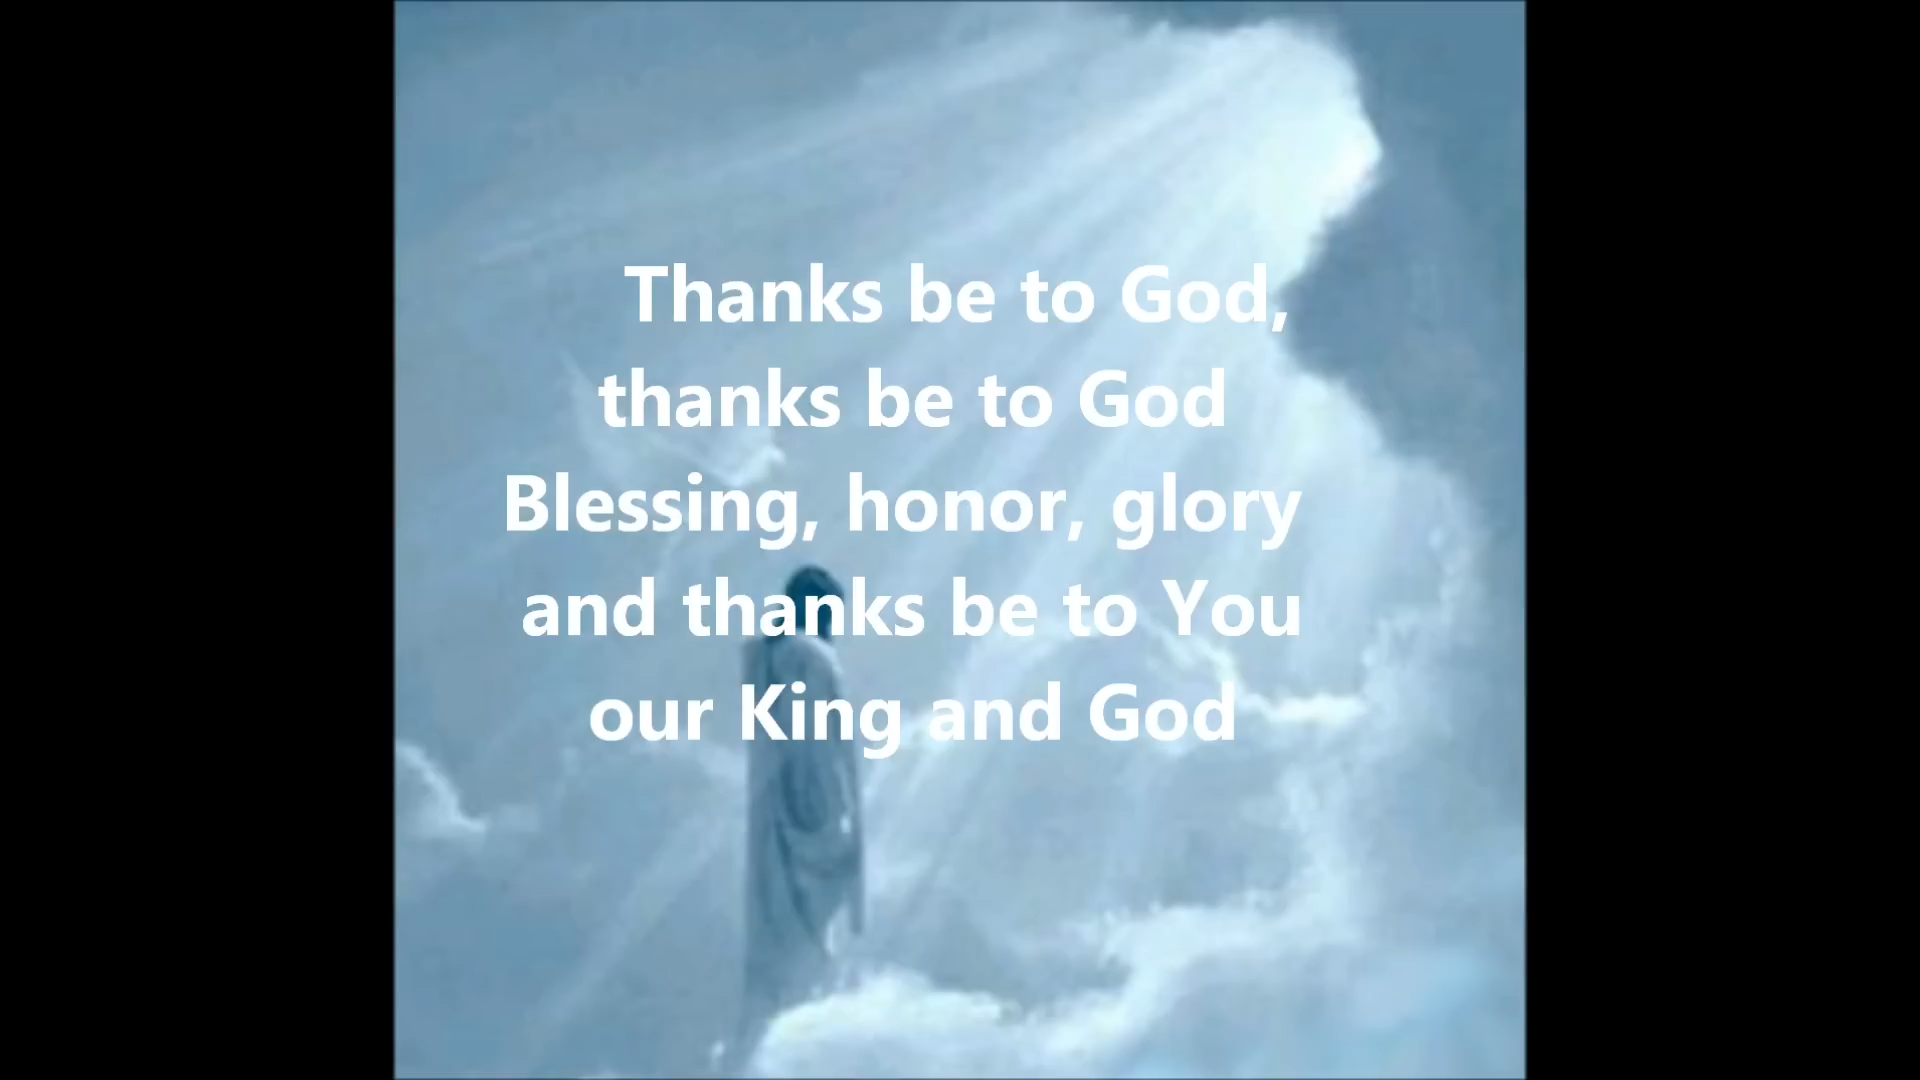 Thanks be to God,
thanks be to God
Blessing, honor, glory
and thanks be to You
our King and God